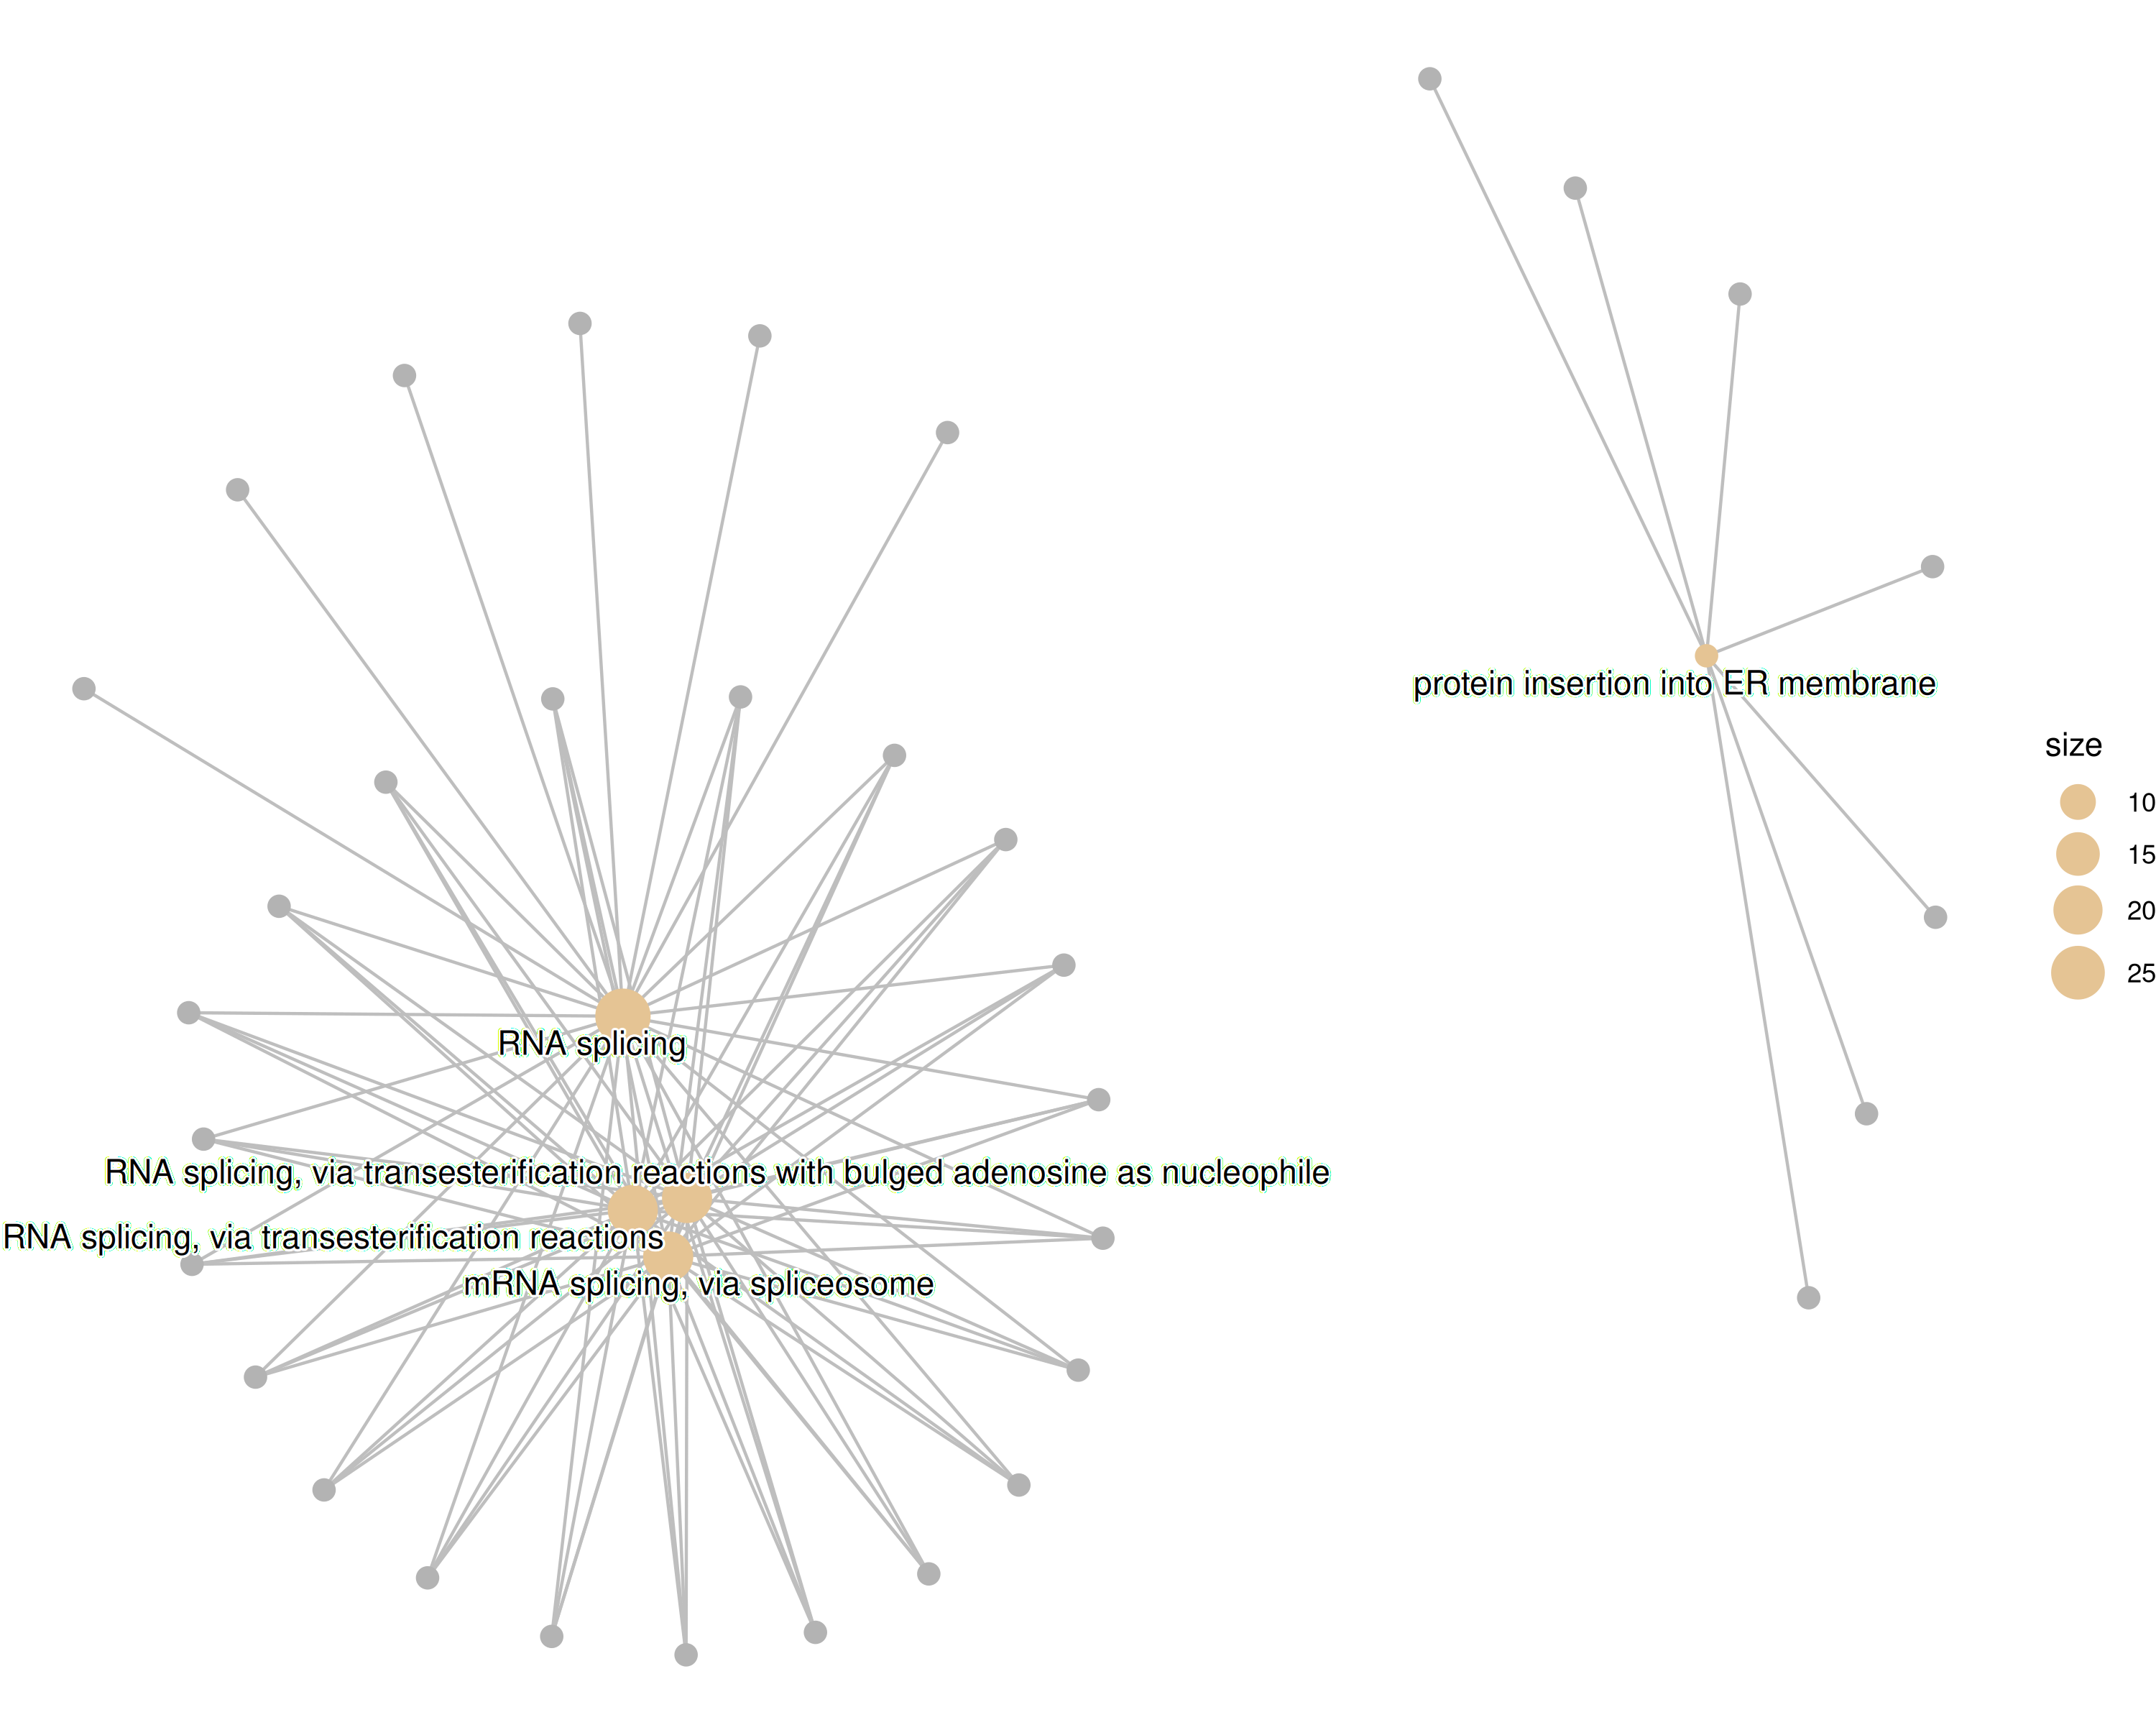 protein insertion into ER membrane
size
10
15
20
25
RNA splicing
RNA splicing, via transesterification reactions with bulged adenosine as nucleophile
RNA splicing, via transesterification reactions
mRNA splicing, via spliceosome